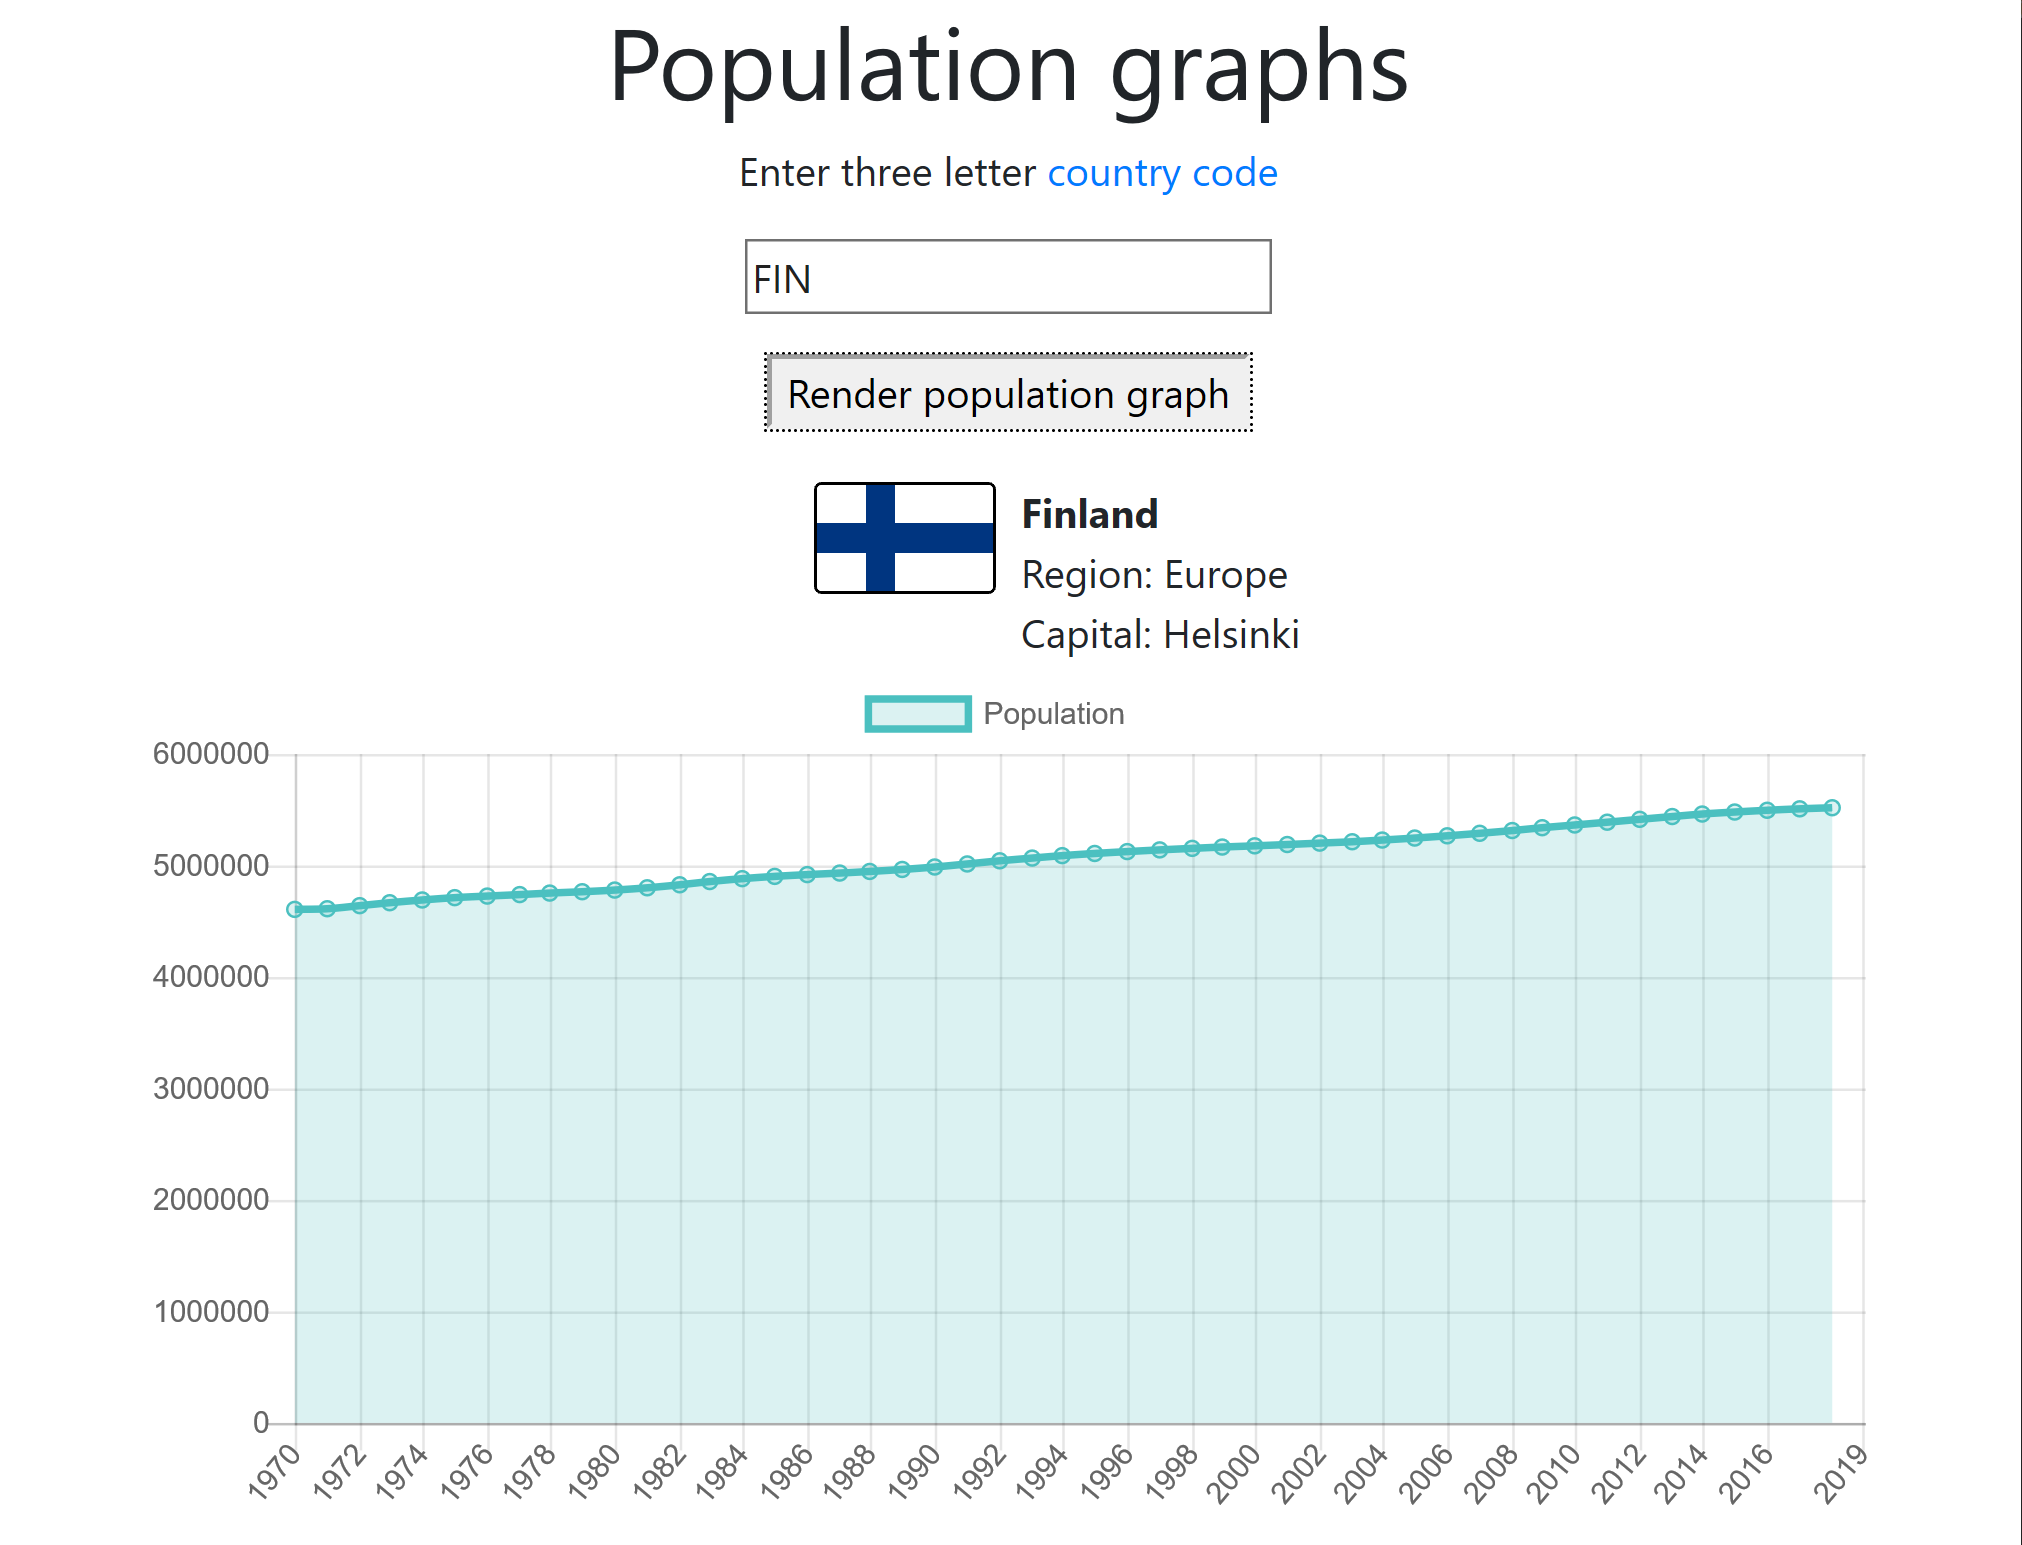 Population graphs
Enter three letter country code
FIN
Render population graph
Finland
Region: Europe
Capital: Helsinki
Population
6000000
5000000
4000000
3000000
2000000
1000000
0
1970 1972 1974 1976 1978 1980 1982 1984 1986 1988 1990 1992 1994 1996 1998 2000 2002 2004 2006 2008 2010 2012 2014 2016 2019